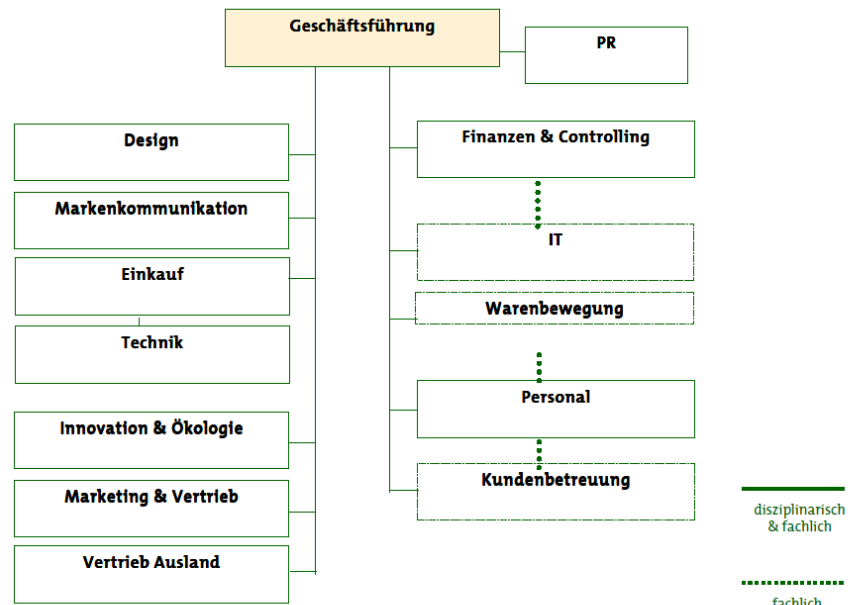 Geschäftsführung
PR
Design
Markenkommunikation
Einkauf
Technik
Innovation & Ökologie
Marketing & Vertrieb
Vertrieb Ausland
Finanzen & Controlling
IT
Warenbewegung
Personal
Kundenbetreuung
disziplinarisch
& fachlich
fachlich